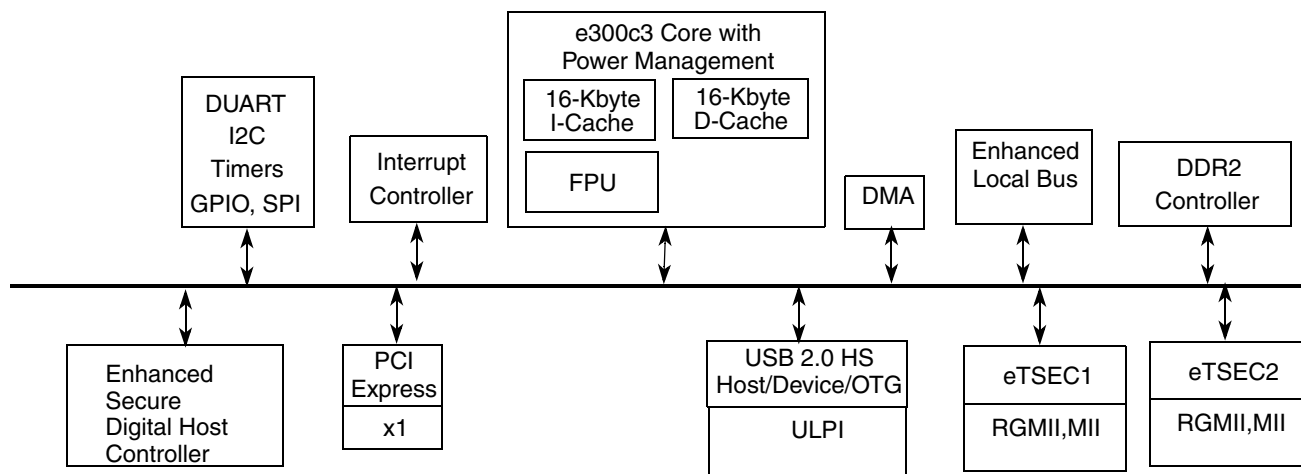 e300c3 Core with
Power Management
16-Kbyte
I-Cache
16-Kbyte
D-Cache
FPU
DUART
I2C
Timers
GPIO, SPI
Interrupt
Controller
DMA
Enhanced
Local Bus
DDR2
Controller
Enhanced
Secure
Digital Host
Controller
PCI
Express
x1
USB 2.0 HS
Host/Device/OTG
ULPI
eTSEC1
RGMII,MII
eTSEC2
RGMII,MII